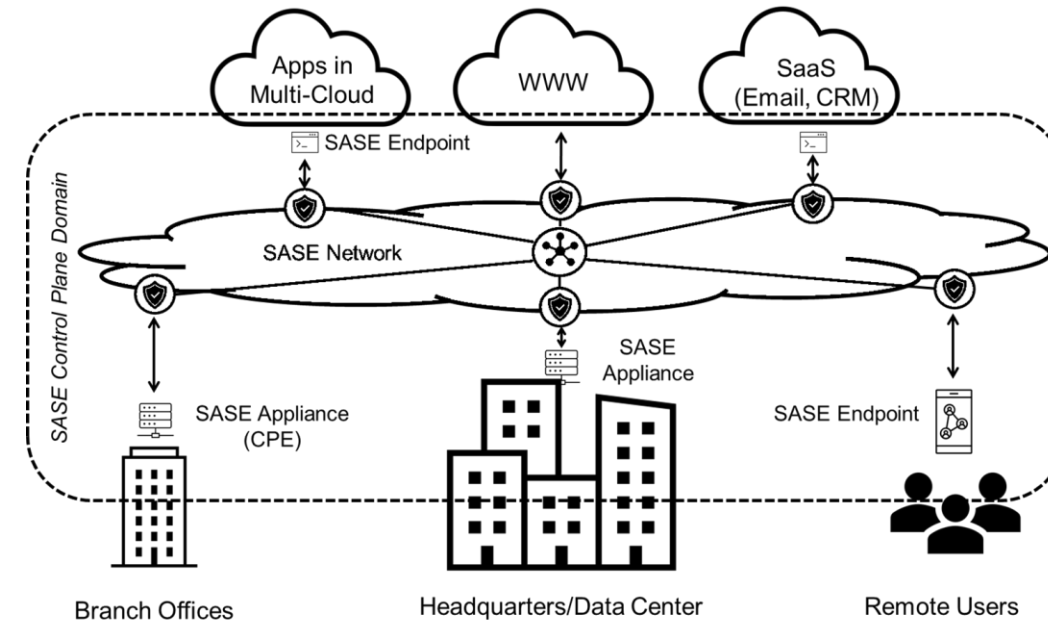 Apps in
Multi-Cloud
WWW
SaaS
(Email, CRM)
SASE Endpoint
SASE Control Plane Domain
SASE Network
SASE
Appliance
SASE Appliance
(CPE)
SASE Endpoint
Branch Offices
Headquarters/Data Center
Remote Users